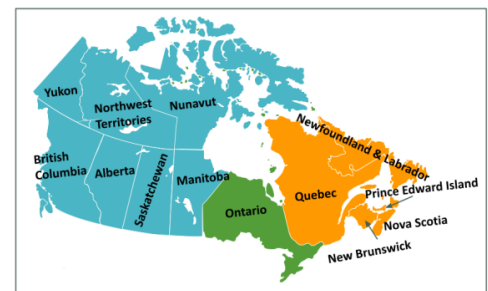 Yukon
Northwest
Territories
Nunavut
British
Columbia
Alberta
Saskatchewan
Manitoba
Ontario
Quebec
Newfoundland & Labrador
Prince Edward Island
Nova Scotia
New Brunswick